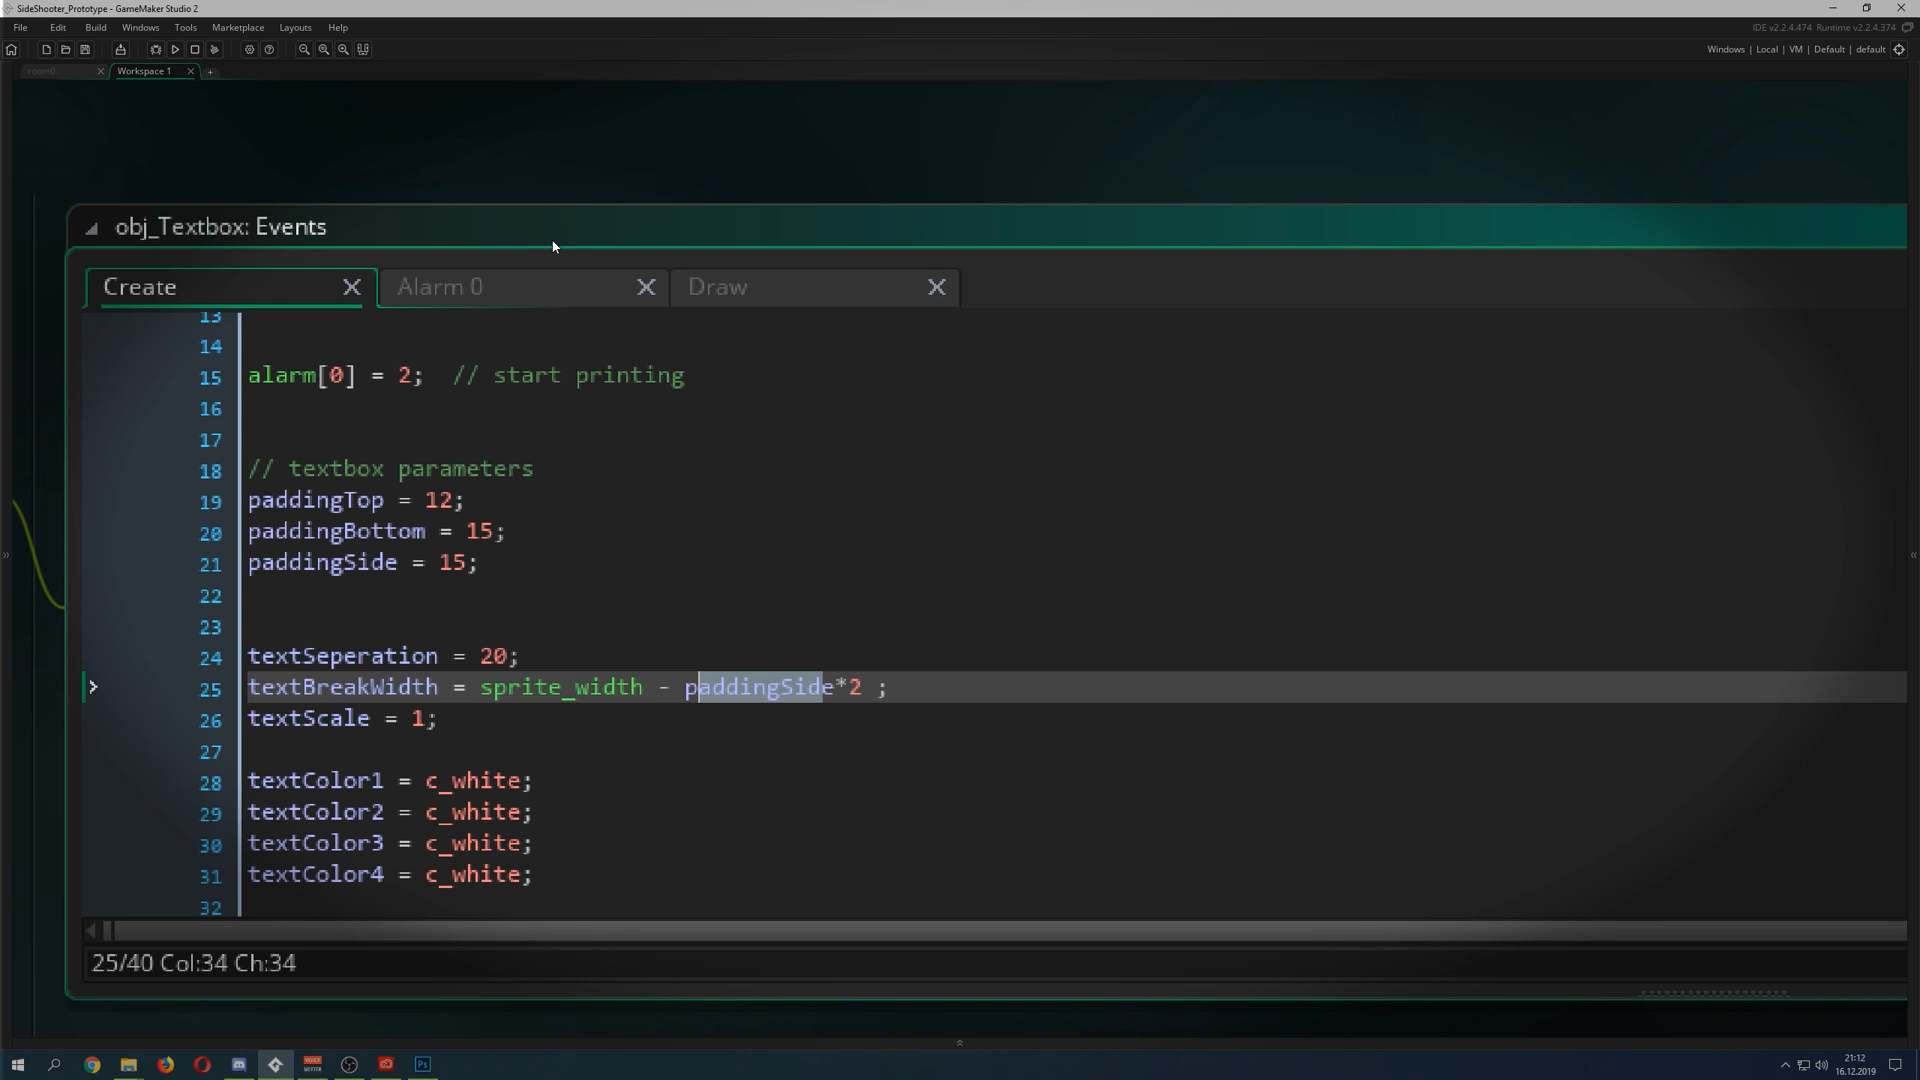 SideShooter_Prototype - GameMaker Studio 2
File Edit Build Windows Tools Marketplace Layouts Help
IDE v2.2.4.474 Runtime v2.2.4.374
Windows | Local | VM | Default | default
room0 Workspace 1
obj_Textbox: Events
Create Alarm 0 Draw
13
14
15 alarm[0] = 2;  // start printing
16
17
18 // textbox parameters
19 paddingTop = 12;
20 paddingBottom = 15;
21 paddingSide = 15;
22
23
24 textSeperation = 20;
25 textBreakWidth = sprite_width - paddingSide*2 ;
26 textScale = 1;
27
28 textColor1 = c_white;
29 textColor2 = c_white;
30 textColor3 = c_white;
31 textColor4 = c_white;
32
25/40 Col:34 Ch:34
Ps
21:12
16.12.2019